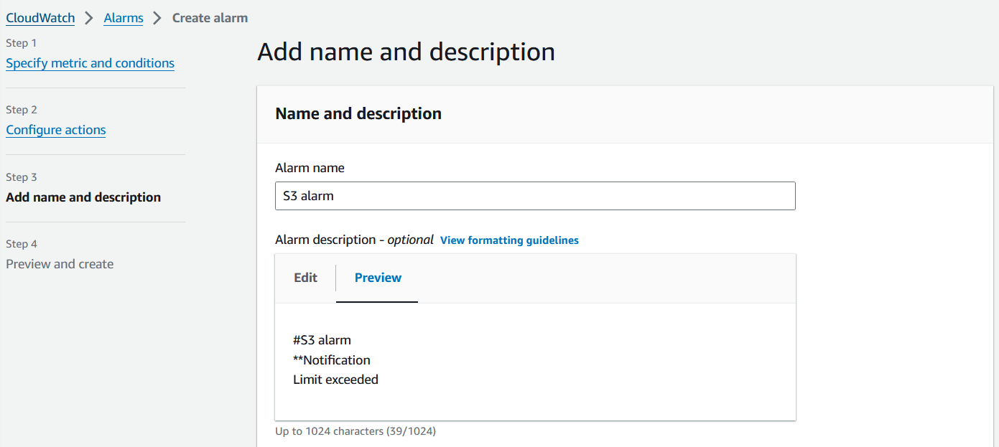 CloudWatch > Alarms > Create alarm
Step 1
Specify metric and conditions
Step 2
Configure actions
Step 3
Add name and description
Step 4
Preview and create
Add name and description
Name and description
Alarm name
S3 alarm
Alarm description - optional View formatting guidelines
Edit Preview
#S3 alarm
**Notification
Limit exceeded
Up to 1024 characters (39/1024)